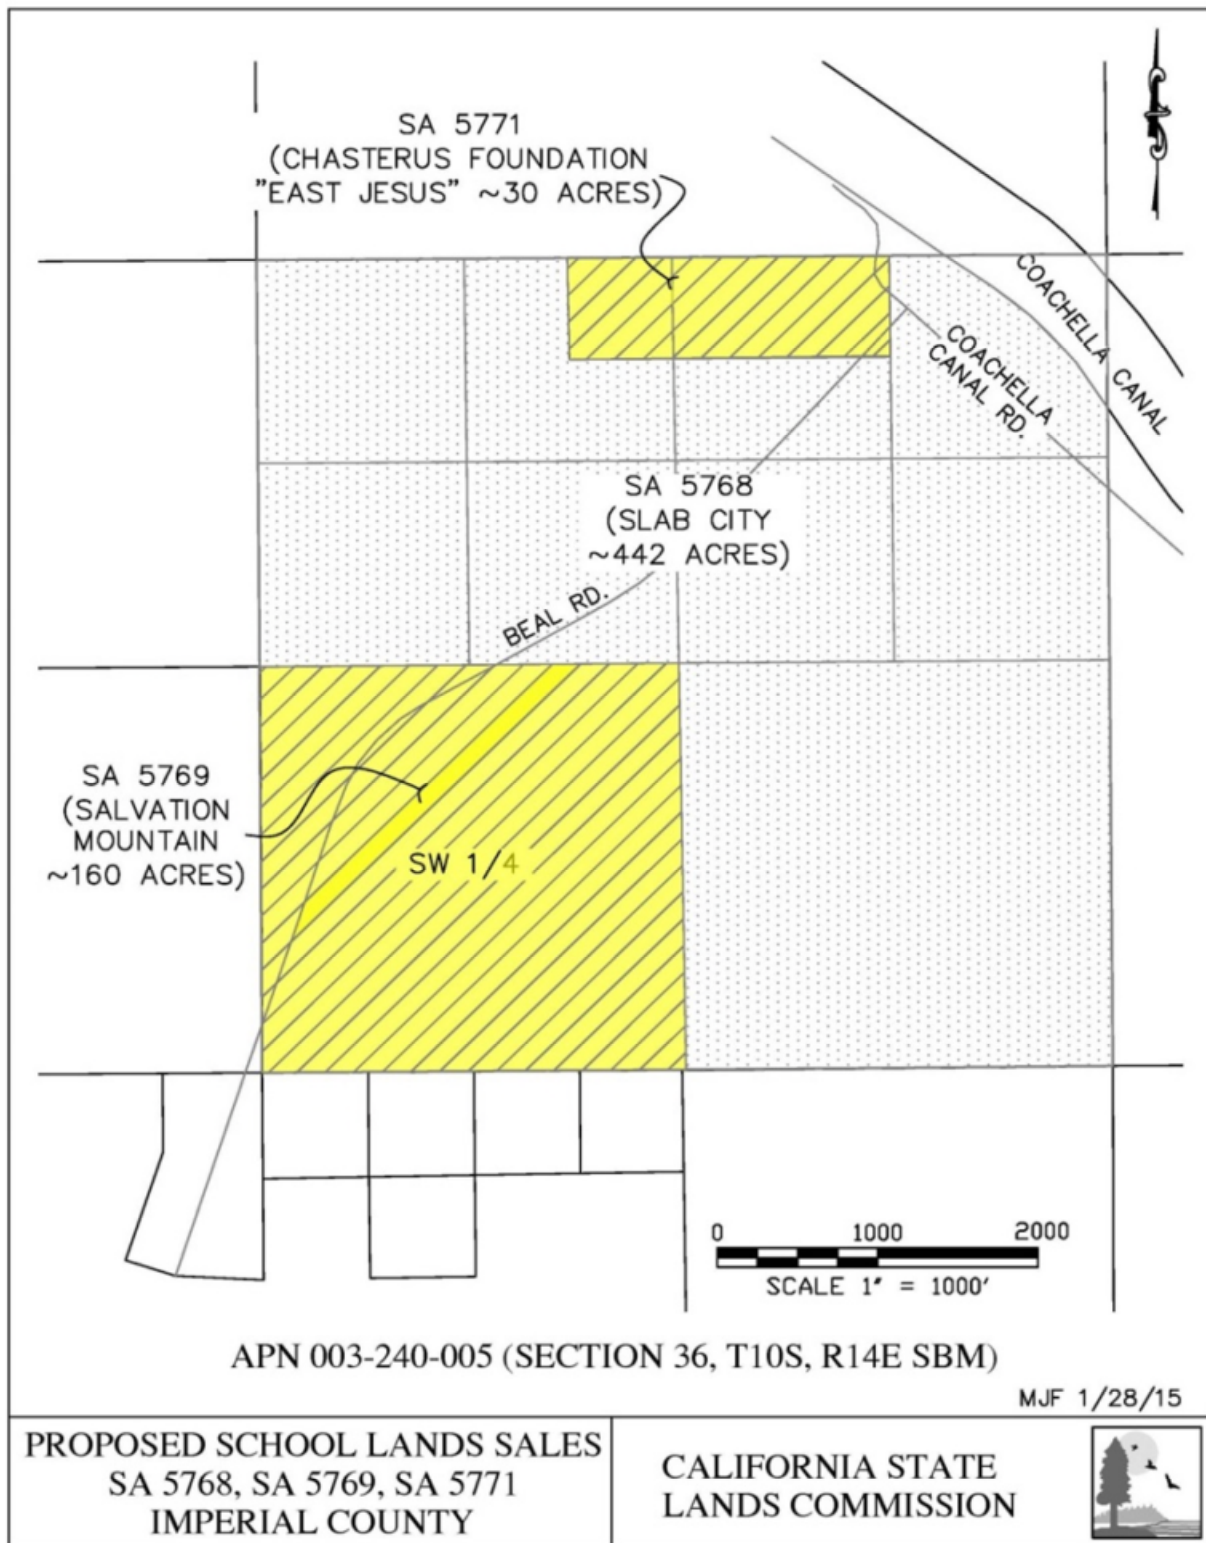 SA 5771
(CHASTERUS FOUNDATION
"EAST JESUS" ~30 ACRES)
COACHELLA CANAL
COACHELLA
CANAL RD.
SA 5768
(SLAB CITY
~442 ACRES)
BEAL RD.
SA 5769
(SALVATION
MOUNTAIN
~160 ACRES)
SW 1/4
0 1000 2000
SCALE 1" = 1000'
APN 003-240-005 (SECTION 36, T10S, R14E SBM)
MJF 1/28/15
PROPOSED SCHOOL LANDS SALES
SA 5768, SA 5769, SA 5771
IMPERIAL COUNTY
CALIFORNIA STATE
LANDS COMMISSION